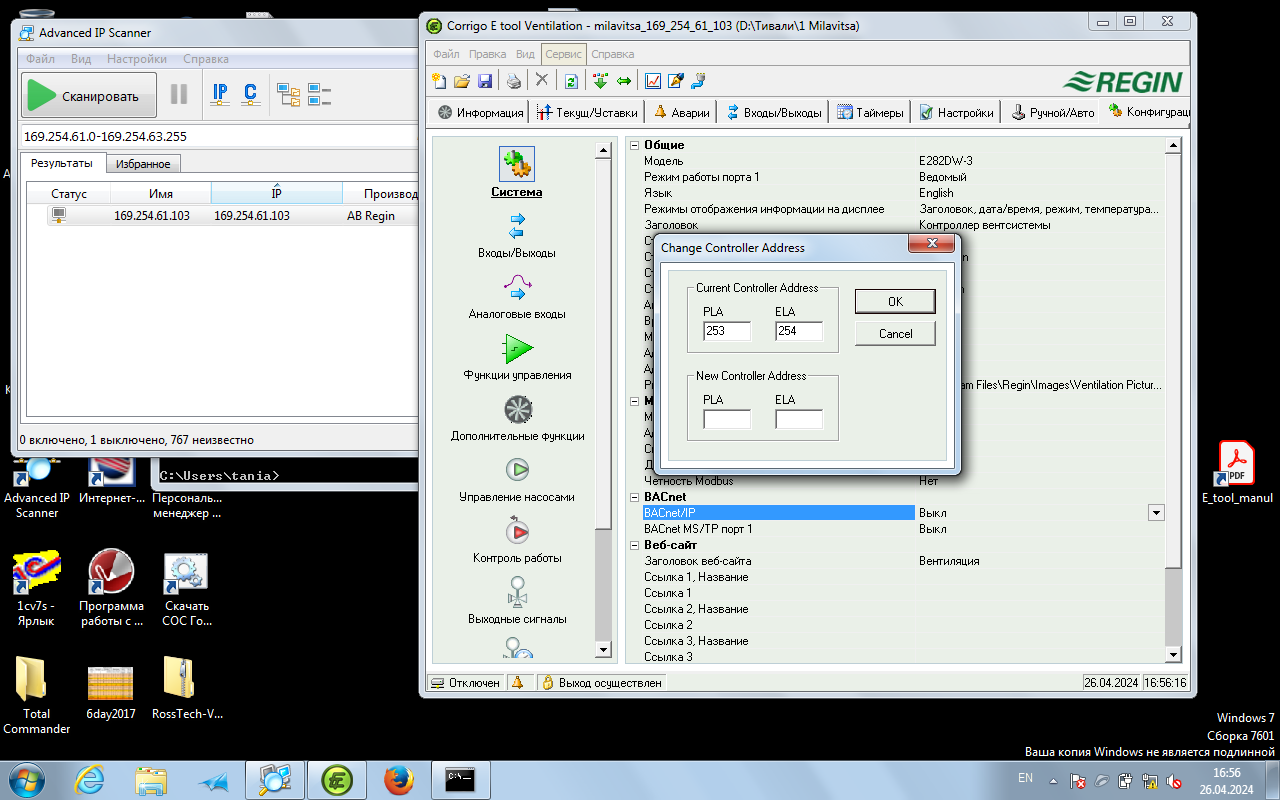 Advanced IP Scanner
Файл Вид Настройки Справка
Сканировать IP C
169.254.61.0-169.254.63.255
Результаты Избранное
Статус Имя IP Производ
169.254.61.103 169.254.61.103 AB Regin
0 включено, 1 выключено, 767 неизвестно
C:\Users\tania>
Corrigo E tool Ventilation - milavitsa_169_254_61_103 (D:\Тивали\1 Milavitsa)
Файл Правка Вид Сервис Справка
REGIN
Информация Текущ/Уставки Аварии Входы/Выходы Таймеры Настройки Ручной/Авто Конфигурац
Система
Входы/Выходы
Аналоговые входы
Функции управления
Дополнительные функции
Управление насосами
Контроль работы
Выходные сигналы
Общие
Модель E282DW-3
Режим работы порта 1 Ведомый
Язык English
Режимы отображения информации на дисплее Заголовок, дата/время, режим, температура...
Заголовок Контроллер вентсистемы
am Files\Regin\Images\Ventilation Pictur...
Четность Modbus Нет
BACnet
BACnet/IP Выкл
BACnet MS/TP порт 1 Выкл
Веб-сайт
Заголовок веб-сайта Вентиляция
Ссылка 1, Название
Ссылка 1
Ссылка 2, Название
Ссылка 2
Ссылка 3, Название
Ссылка 3
Отключен Выход осуществлен 26.04.2024 16:56:16
Change Controller Address
Current Controller Address
PLA ELA
253 254
OK
Cancel
New Controller Address
PLA ELA
Advanced IP Scanner
Интернет-...
Персональ... менеджер ...
1cv7s - Ярлык
Программа работы с ...
Скачать СОС Го...
Total Commander
6day2017
RossTech-V...
PDF
E_tool_manul
Windows 7
Сборка 7601
Ваша копия Windows не является подлинной
C:\_
EN
16:56
26.04.2024